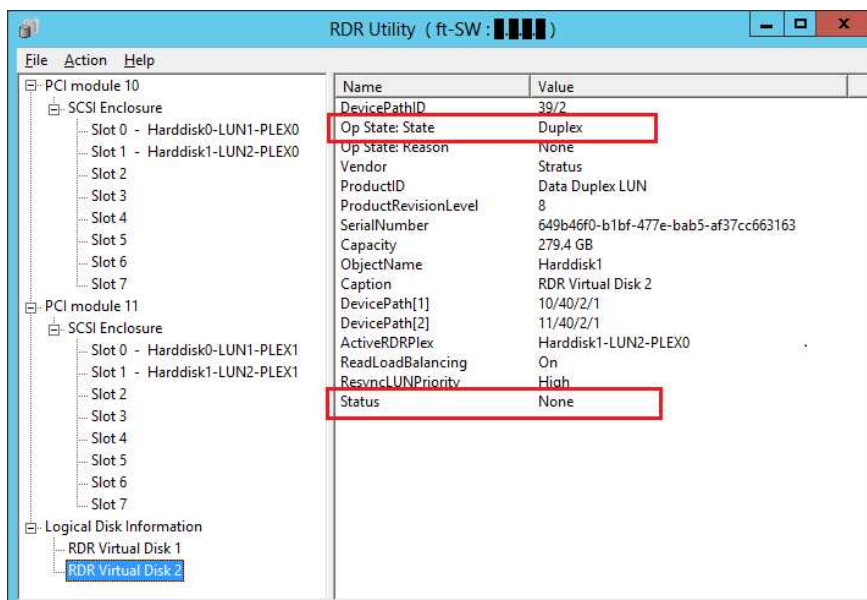 RDR Utility ( ft-SW : . . . )
File Action Help
PCI module 10
SCSI Enclosure
Slot 0 - Harddisk0-LUN1-PLEX0
Slot 1 - Harddisk1-LUN2-PLEX0
Slot 2
Slot 3
Slot 4
Slot 5
Slot 6
Slot 7
PCI module 11
SCSI Enclosure
Slot 0 - Harddisk0-LUN1-PLEX1
Slot 1 - Harddisk1-LUN2-PLEX1
Slot 2
Slot 3
Slot 4
Slot 5
Slot 6
Slot 7
Logical Disk Information
RDR Virtual Disk 1
RDR Virtual Disk 2
Name Value
DevicePathID 39/2
Op State: State Duplex
Op State: Reason None
Vendor Stratus
ProductID Data Duplex LUN
ProductRevisionLevel 8
SerialNumber 649b46f0-b1bf-477e-bab5-af37cc663163
Capacity 279.4 GB
ObjectName Harddisk1
Caption RDR Virtual Disk 2
DevicePath[1] 10/40/2/1
DevicePath[2] 11/40/2/1
ActiveRDRPlex Harddisk1-LUN2-PLEX0
ReadLoadBalancing On
ResyncLUNPriority High
Status None